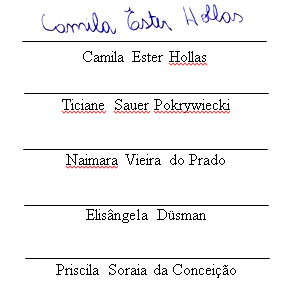 Camila Ester Hollas
Camila Ester Hollas
Ticiane Sauer Pokrywiecki
Naimara Vieira do Prado
Elisângela Düsman
Priscila Soraia da Conceição